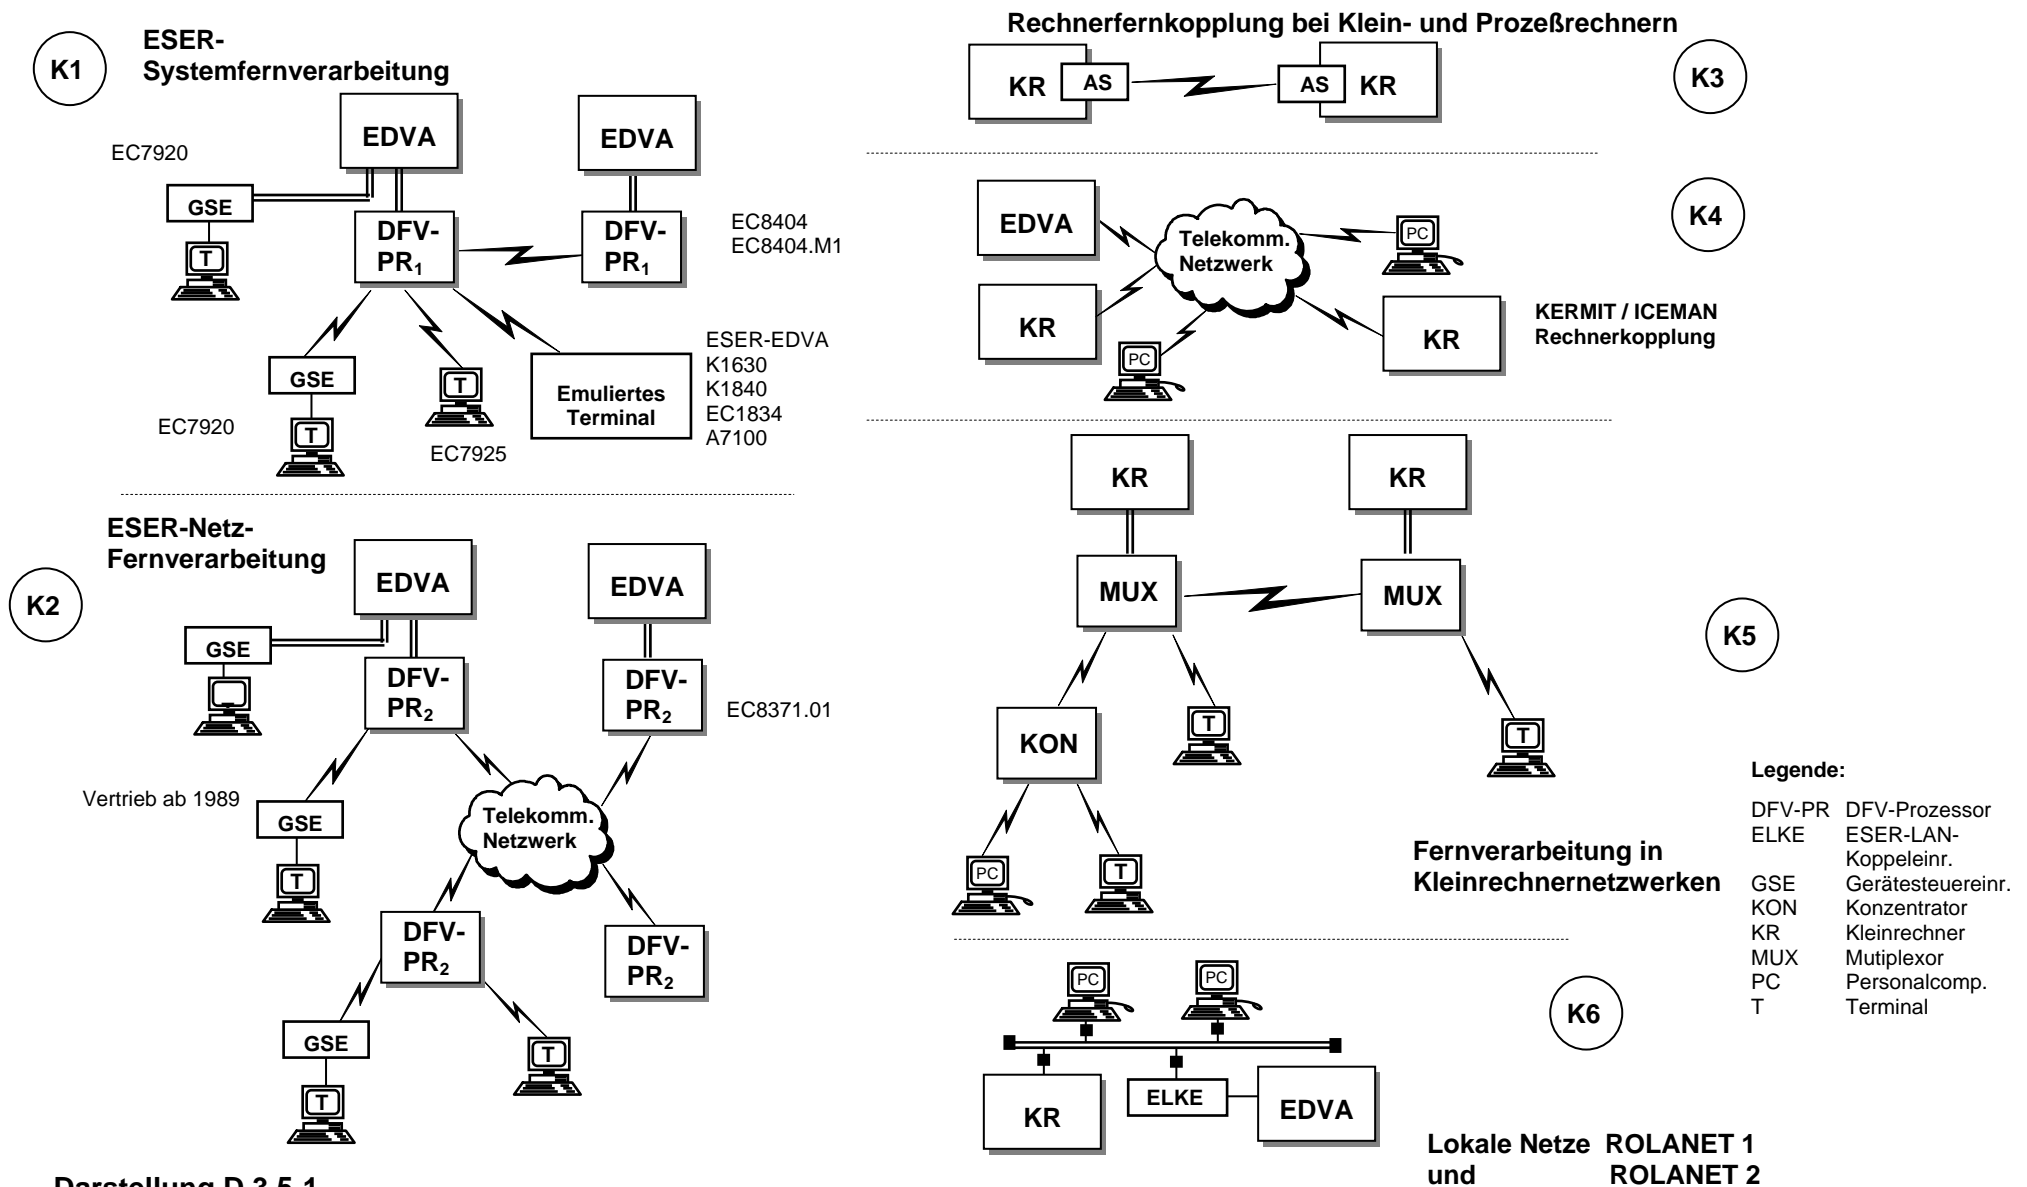 K1
ESER-
Systemfernverarbeitung
EDVA
EDVA
EC7920
GSE
T
DFV-
PR₁
DFV-
PR₁
EC8404
EC8404.M1
GSE
T
EC7920
T
EC7925
Emuliertes
Terminal
ESER-EDVA
K1630
K1840
EC1834
A7100
K2
ESER-Netz-
Fernverarbeitung
EDVA
EDVA
GSE
DFV-
PR₂
DFV-
PR₂
EC8371.01
Vertrieb ab 1989
GSE
T
Telekomm.
Netzwerk
DFV-
PR₂
DFV-
PR₂
GSE
T
T
Darstellung D 3.5-1
Rechnerfernkopplung bei Klein- und Prozeßrechnern
KR
AS
AS
KR
K3
EDVA
Telekomm.
Netzwerk
PC
K4
KR
PC
KR
KERMIT / ICEMAN
Rechnerkopplung
KR
KR
MUX
MUX
K5
KON
T
T
PC
T
Fernverarbeitung in
Kleinrechnernetzwerken
Legende:
DFV-PR DFV-Prozessor
ELKE ESER-LAN-
Koppeleinr.
GSE Gerätesteuereinr.
KON Konzentrator
KR Kleinrechner
MUX Mutiplexor
PC Personalcomp.
T Terminal
PC
PC
K6
KR
ELKE
EDVA
Lokale Netze ROLANET 1
und ROLANET 2